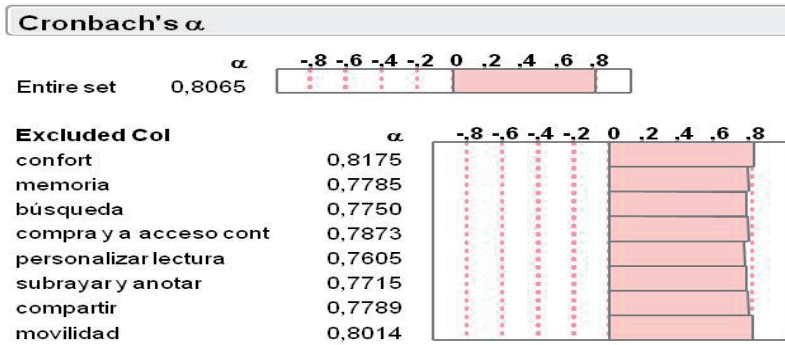 Cronbach's α
α -,8 -,6 -,4 -,2 0 ,2 ,4 ,6 ,8
Entire set 0,8065
Excluded Col α -,8 -,6 -,4 -,2 0 ,2 ,4 ,6 ,8
confort 0,8175
memoria 0,7785
búsqueda 0,7750
compra y a acceso cont 0,7873
personalizar lectura 0,7605
subrayar y anotar 0,7715
compartir 0,7789
movilidad 0,8014